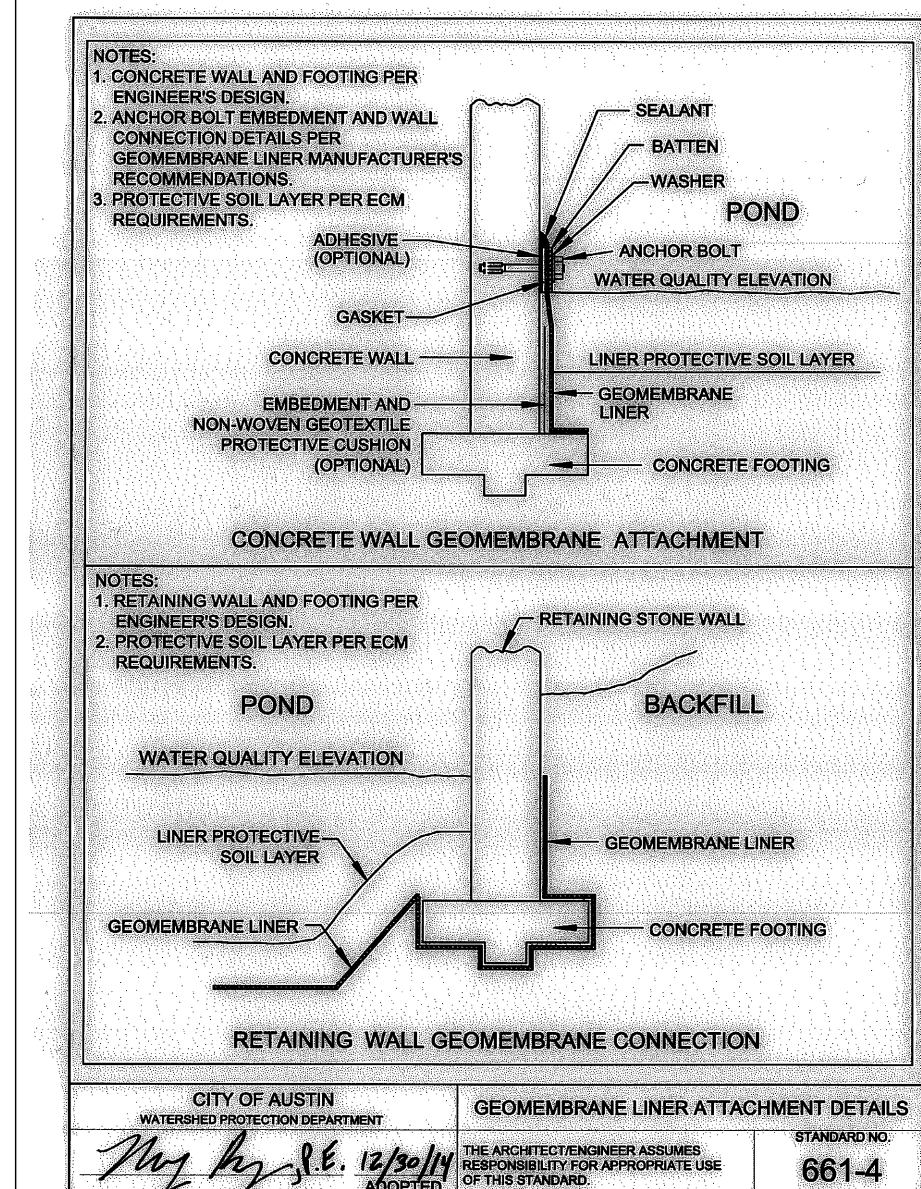 NOTES:
1. CONCRETE WALL AND FOOTING PER
ENGINEER'S DESIGN.
2. ANCHOR BOLT EMBEDMENT AND WALL
CONNECTION DETAILS PER
GEOMEMBRANE LINER MANUFACTURER'S
RECOMMENDATIONS.
3. PROTECTIVE SOIL LAYER PER ECM
REQUIREMENTS.
SEALANT
BATTEN
WASHER
POND
ADHESIVE
(OPTIONAL)
ANCHOR BOLT
WATER QUALITY ELEVATION
GASKET
CONCRETE WALL
LINER PROTECTIVE SOIL LAYER
GEOMEMBRANE
LINER
EMBEDMENT AND
NON-WOVEN GEOTEXTILE
PROTECTIVE CUSHION
(OPTIONAL)
CONCRETE FOOTING
CONCRETE WALL GEOMEMBRANE ATTACHMENT
NOTES:
1. RETAINING WALL AND FOOTING PER
ENGINEER'S DESIGN.
2. PROTECTIVE SOIL LAYER PER ECM
REQUIREMENTS.
RETAINING STONE WALL
POND
BACKFILL
WATER QUALITY ELEVATION
LINER PROTECTIVE
SOIL LAYER
GEOMEMBRANE LINER
GEOMEMBRANE LINER
CONCRETE FOOTING
RETAINING WALL GEOMEMBRANE CONNECTION
CITY OF AUSTIN
WATERSHED PROTECTION DEPARTMENT
GEOMEMBRANE LINER ATTACHMENT DETAILS
P.E. 12/30/14
ADOPTED
THE ARCHITECT/ENGINEER ASSUMES
RESPONSIBILITY FOR APPROPRIATE USE
OF THIS STANDARD.
STANDARD NO.
661-4